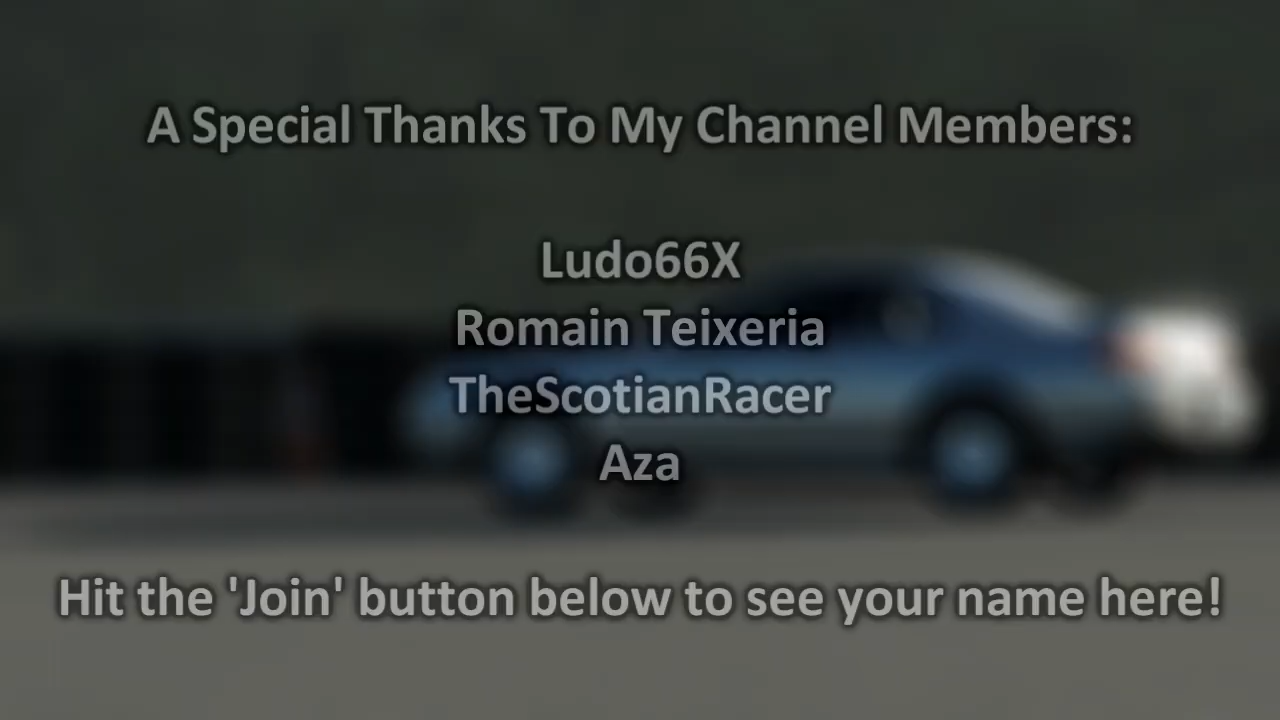 A Special Thanks To My Channel Members:
Ludo66X
Romain Teixeria
TheScotianRacer
Aza
Hit the 'Join' button below to see your name here!